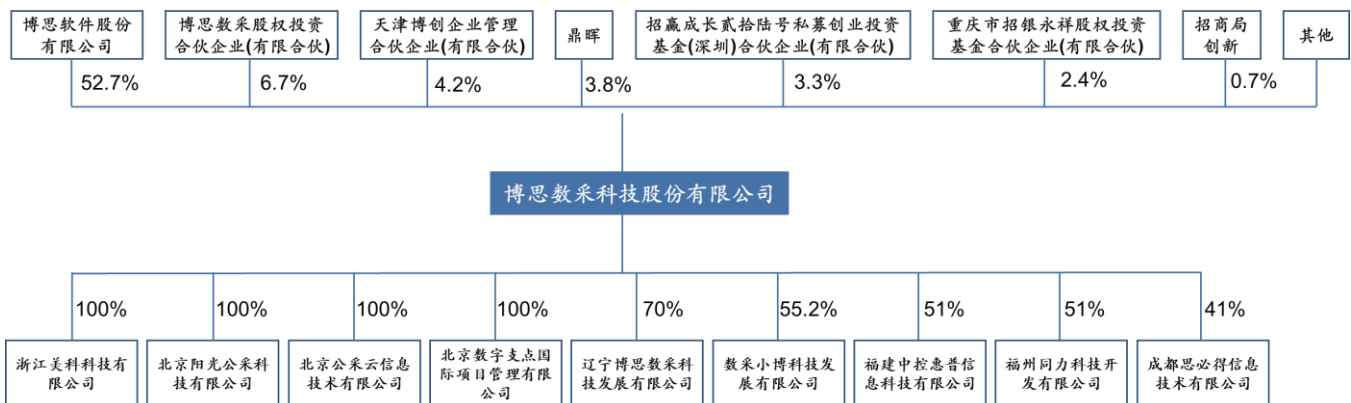 博思软件股份
有限公司
博思数采股权投资
合伙企业(有限合伙)
天津博创企业管理
合伙企业(有限合伙)
鼎晖
招赢成长贰拾陆号私募创业投资
基金(深圳)合伙企业(有限合伙)
重庆市招银永祥股权投资
基金合伙企业(有限合伙)
招商局
创新
其他
52.7%
6.7%
4.2%
3.8%
3.3%
2.4%
0.7%
博思数采科技股份有限公司
100%
100%
100%
100%
70%
55.2%
51%
51%
41%
浙江美科科技有
限公司
北京阳光公采科
技有限公司
北京公采云信息
技术有限公司
北京数字支点国
际项目管理有限
公司
辽宁博思数采科
技发展有限公司
数采小博科技发
展有限公司
福建中控惠普信
息科技有限公司
福州同力科技开
发有限公司
成都思必得信息
技术有限公司